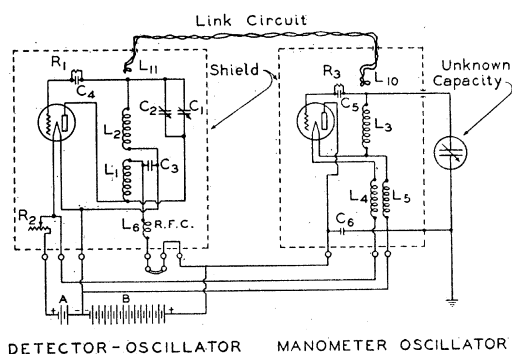 Link Circuit
R1
L11
Shield
R3
L10
Unknown
Capacity
C4
C2
C1
C5
L2
L3
C3
L1
R2
L6
R.F.C.
L4
L5
C6
+ A - - B +
DETECTOR-OSCILLATOR
MANOMETER OSCILLATOR